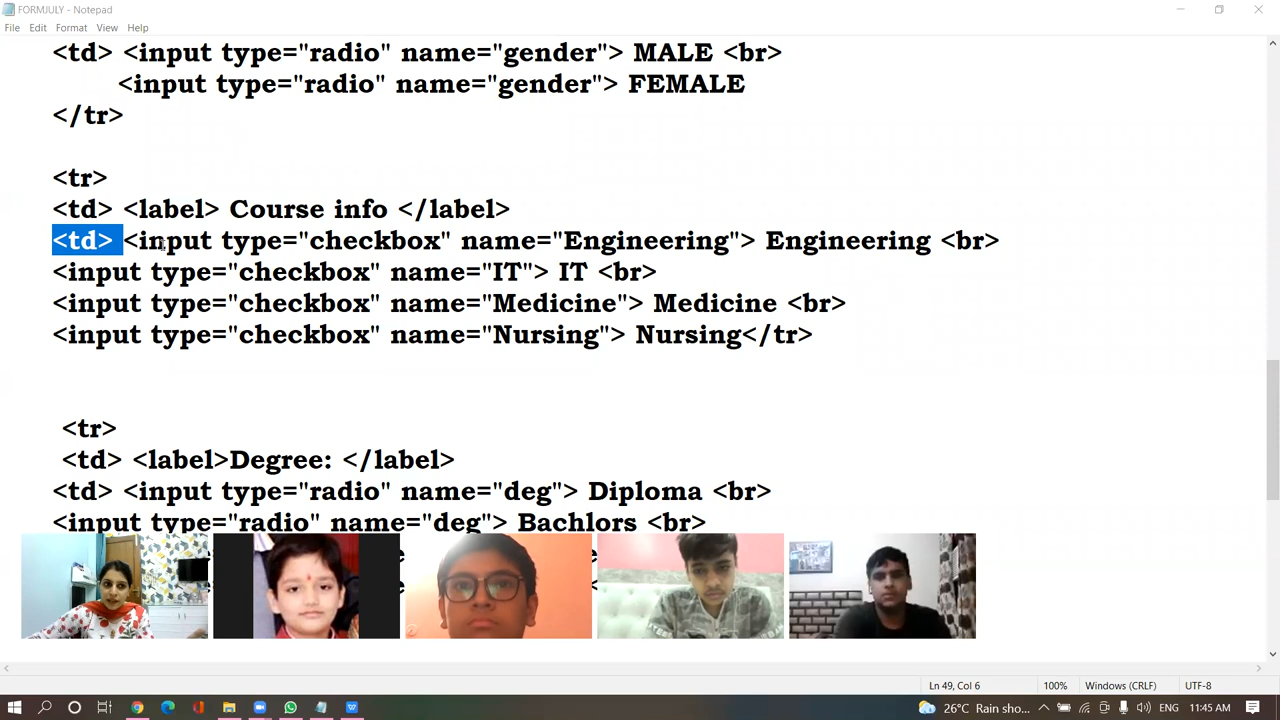 FORMJULY - Notepad
File Edit Format View Help
<td> <input type="radio" name="gender"> MALE <br>
<input type="radio" name="gender"> FEMALE
</tr>
<tr>
<td> <label> Course info </label>
<td> <input type="checkbox" name="Engineering"> Engineering <br>
<input type="checkbox" name="IT"> IT <br>
<input type="checkbox" name="Medicine"> Medicine <br>
<input type="checkbox" name="Nursing"> Nursing</tr>
<tr>
<td> <label>Degree: </label>
<td> <input type="radio" name="deg"> Diploma <br>
<input type="radio" name="deg"> Bachlors <br>
Ln 49, Col 6 100% Windows (CRLF) UTF-8
26°C Rain sho... 11:45 AM